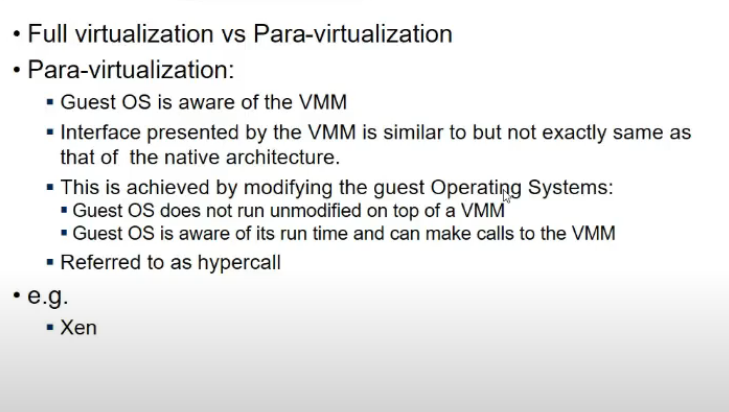 • Full virtualization vs Para-virtualization
• Para-virtualization:
▪ Guest OS is aware of the VMM
▪ Interface presented by the VMM is similar to but not exactly same as
that of the native architecture.
▪ This is achieved by modifying the guest Operating Systems:
▪ Guest OS does not run unmodified on top of a VMM
▪ Guest OS is aware of its run time and can make calls to the VMM
▪ Referred to as hypercall
• e.g.
▪ Xen